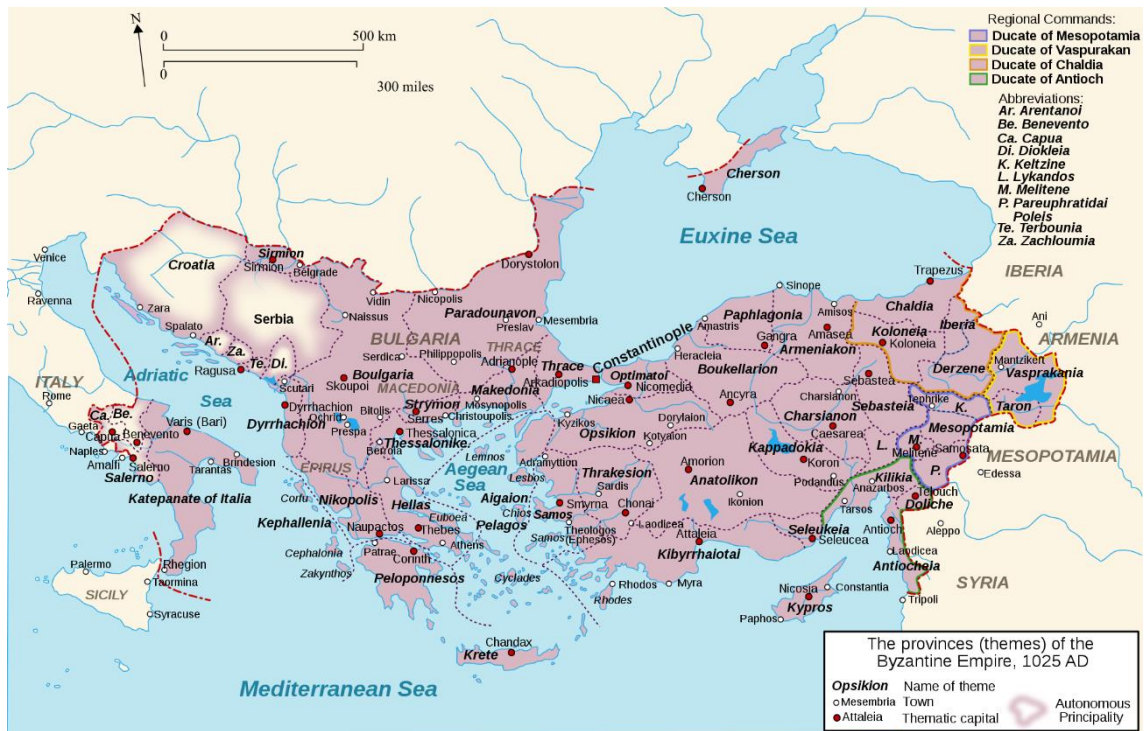 N
0
500 km
0
300 miles
Regional Commands:
Ducate of Mesopotamia
Ducate of Vaspurakan
Ducate of Chaldia
Ducate of Antioch
Abbreviations:
Ar. Arentanoi
Be. Benevento
Ca. Capua
Di. Diokleia
K. Keltzine
L. Lykandos
M. Melitene
P. Pareuphratidai
Poleis
Te. Terbounia
Za. Zachloumia
Cherson
Cherson
Euxine Sea
Venice
Ravenna
Croatia
Sirmion
Sirmion
Belgrade
Zara
Spalato
Serbia
Ar.
Za.
Te.
Di.
Ragusa
Vidin
Nicopolis
Dorystolon
Naissus
Paradounavon
Preslav
Mesembria
BULGARIA
Serdica
Philippopolis
THRACE
Adrianople
Boulgaria
Skoupoi
MACEDONIA
Makedonia
Mosynopolis
Thrace
Arkadiopolis
Constantinople
Scutari
Dyrrhachion
Dyrrhachion
Ohrid
Prespa
Bitolis
Strymon
Serres
Christoupolis
Thessalonica
Thessalonike.
Berroia
ITALY
Rome
Adriatic
Sea
Ca.
Be.
Gaeta
Capua
Benevento
Naples
Amalfi
Salerno
Salerno
Varis (Bari)
Tarantas
Brindesion
Katepanate of Italia
EPIRUS
Corfu
Larissa
Nikopolis
Hellas
Kephallenia
Naupactos
Euboea
Thebes
Cephalonia
Patrae
Athens
Corinth
Zakynthos
Peloponnesos
Palermo
Rhegion
Taormina
SICILY
Syracuse
Aegean
Sea
Lemnos
Lesbos
Aigaion
Pelagos
Chios
Samos
Samos
Cyclades
Chandax
Krete
Mediterranean Sea
Trapezus
Sinope
Amisos
Amastris
Paphlagonia
Gangra
Amasea
Heracleia
Armeniakon
Boukellarion
Optimatoi
Nicomedia
Nicaea
Kyzikos
Opsikion
Dorylaion
Kotyaion
Ancyra
Adramyttion
Thrakesion
Sardis
Smyrna
Chonai
Theologos
(Ephesos)
Laodicea
Amorion
Anatolikon
Ikonion
Attaleia
Kibyrrhaiotai
Rhodos
Rhodes
Myra
Chaldia
Koloneia
Koloneia
Iberia
Derzene
Sebastea
Sebasteia
Tephrike
Charsianon
Charsianon
Caesarea
Kappadokia
Koron
Podandus
L.
M.
Melitene
K.
Mesopotamia
Samosata
P.
Kilikia
Anazarbos
Tarsos
Seleukeia
Seleucea
Telouch
Doliche
Antioch
Aleppo
Laodicea
Antiocheia
Tripoli
SYRIA
Nicosia
Constantia
Kypros
Paphos
IBERIA
Ani
ARMENIA
Mantzikert
Vasprakania
Taron
MESOPOTAMIA
Edessa
The provinces (themes) of the
Byzantine Empire, 1025 AD
Opsikion Name of theme
Mesembria Town
Attaleia Thematic capital
Autonomous
Principality